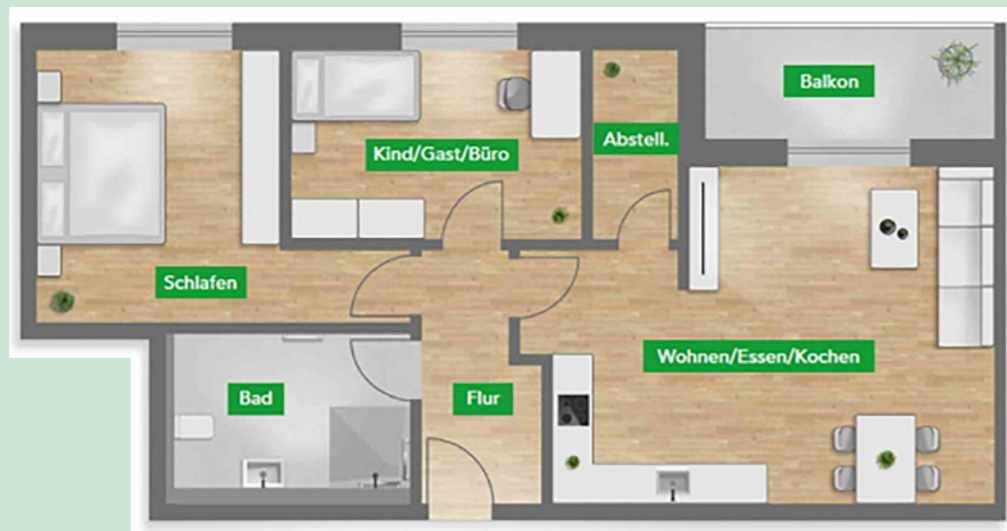 Balkon
Abstell.
Kind/Gast/Büro
Schlafen
Wohnen/Essen/Kochen
Bad
Flur